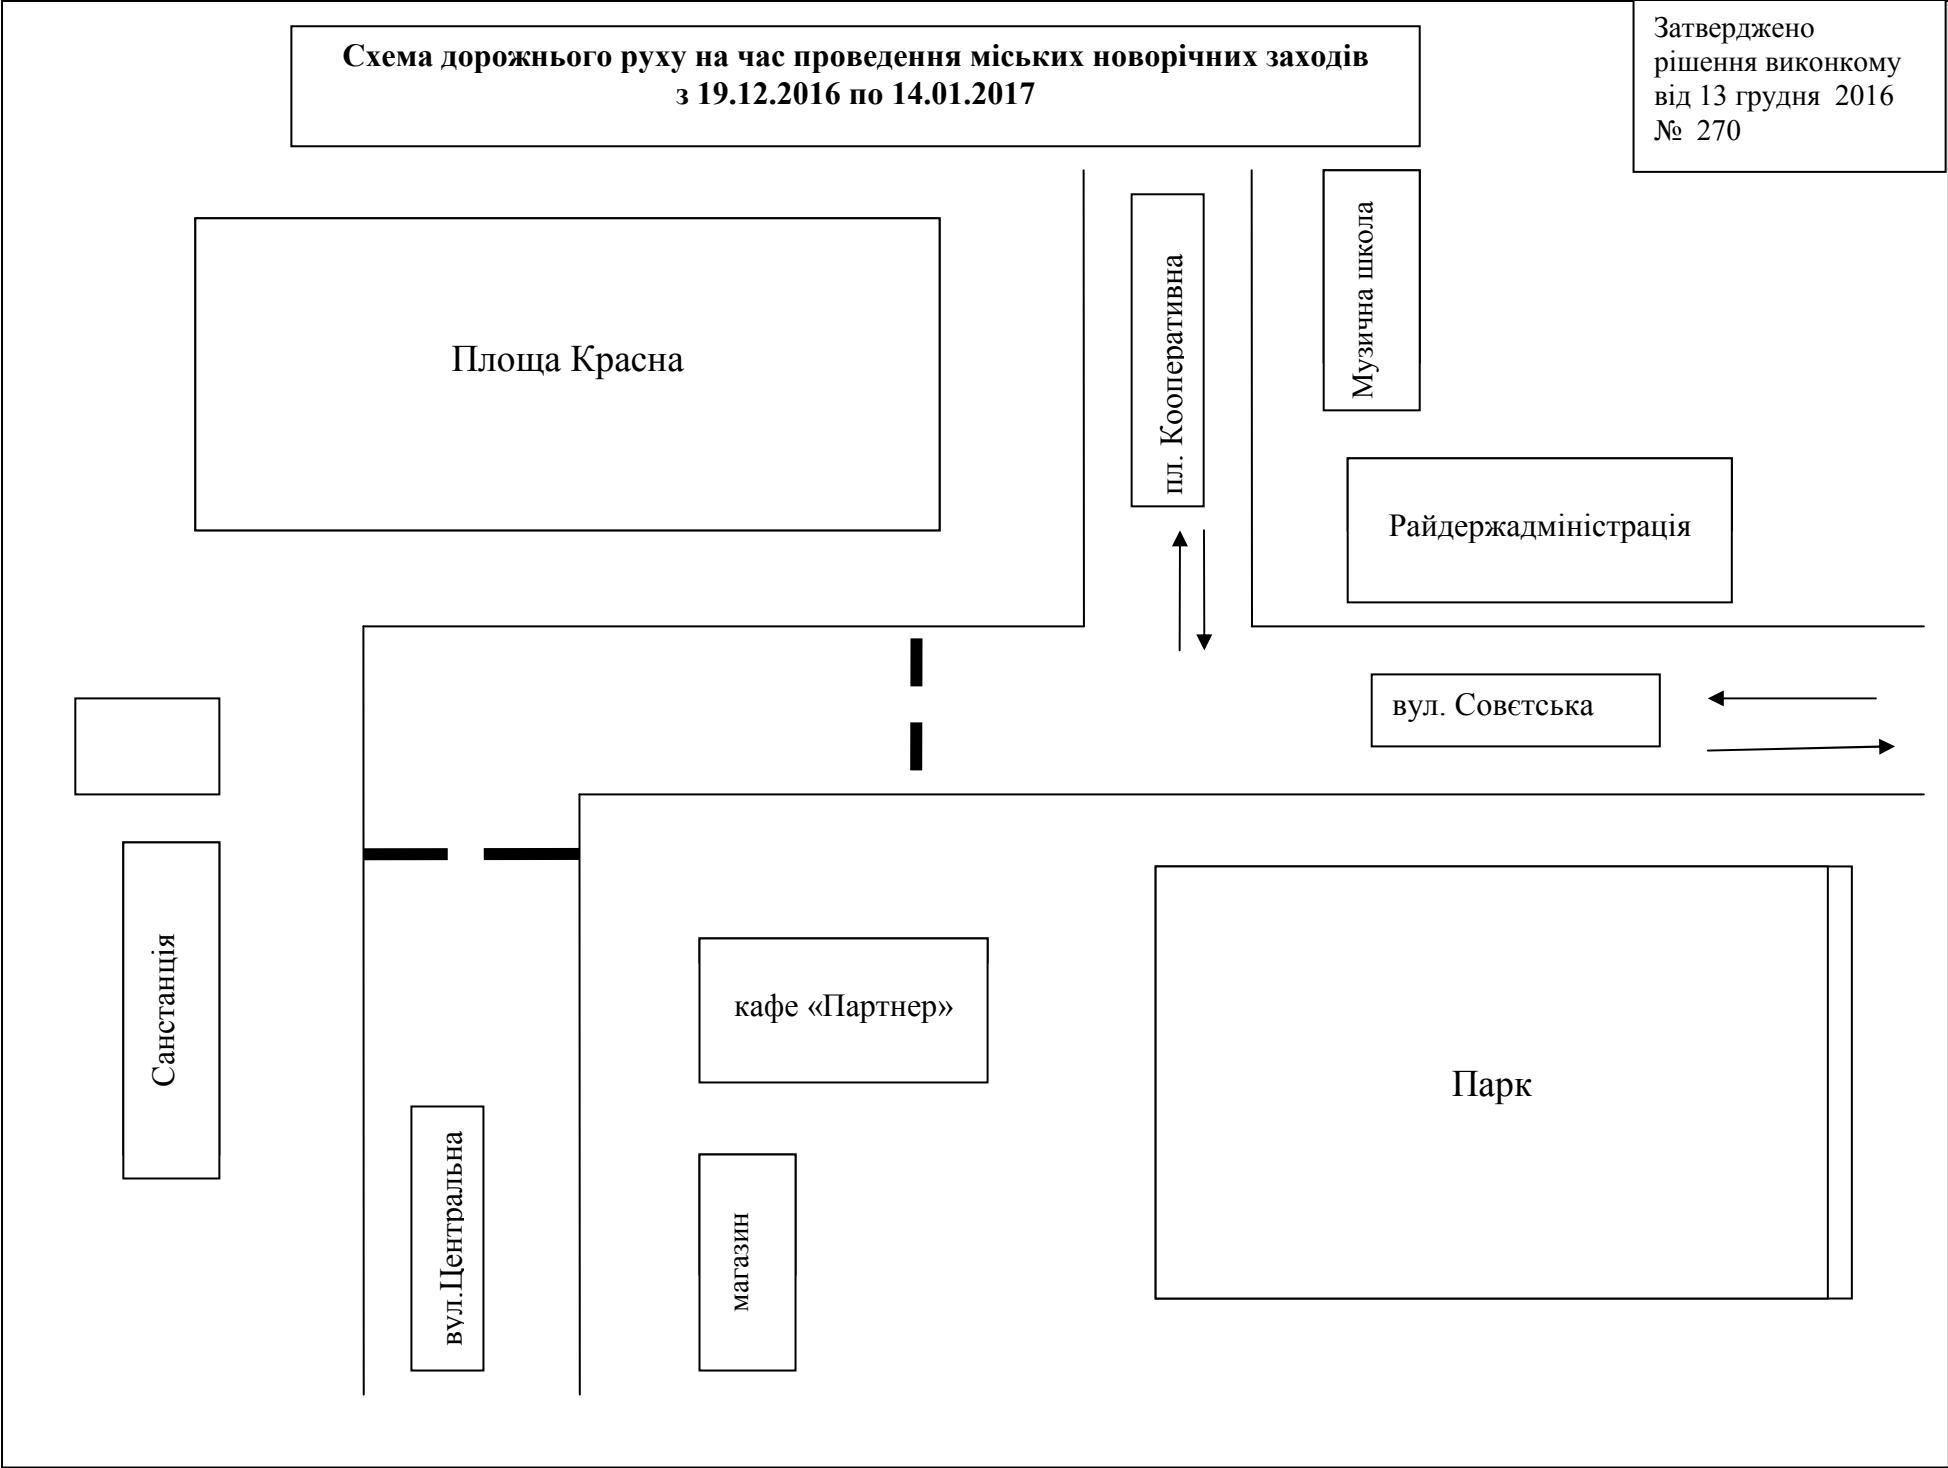 Схема дорожнього руху на час проведення міських новорічних заходів
з 19.12.2016 по 14.01.2017
Затверджено
рішення виконкому
від 13 грудня 2016
№ 270
Площа Красна
пл. Кооперативна
Музична школа
Райдержадміністрація
вул. Совєтська
Санстанція
кафе «Партнер»
Парк
вул.Центральна
магазин